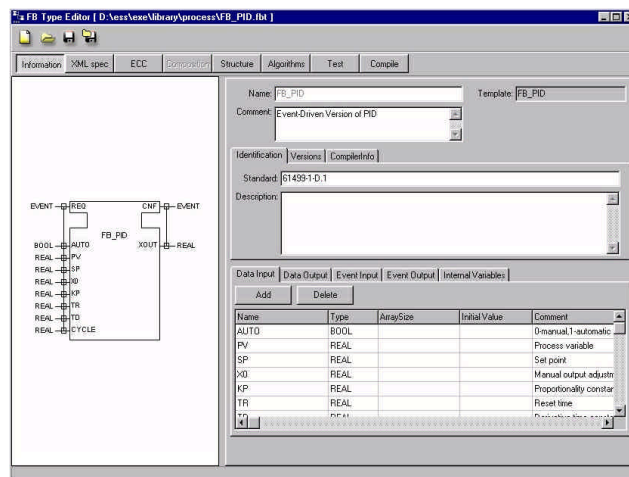 FB Type Editor [ D:\ess\exe\library\process\FB_PID.fbt ]
Information XML spec ECC Composition Structure Algorithms Test Compile
Name: FB_PID Template: FB_PID
Comment: Event-Driven Version of PID
Identification Versions CompilerInfo
Standard: 61499-1-D.1
Description:
EVENT REQ CNF EVENT
FB_PID
BOOL AUTO XOUT REAL
REAL PV
REAL SP
REAL X0
REAL KP
REAL TR
REAL TD
REAL CYCLE
Data Input Data Output Event Input Event Output Internal Variables
Add Delete
Name Type ArraySize Initial Value Comment
AUTO BOOL 0-manual,1-automatic
PV REAL Process variable
SP REAL Set point
X0 REAL Manual output adjustm
KP REAL Proportionality constan
TR REAL Reset time
TD REAL Derivative time consta